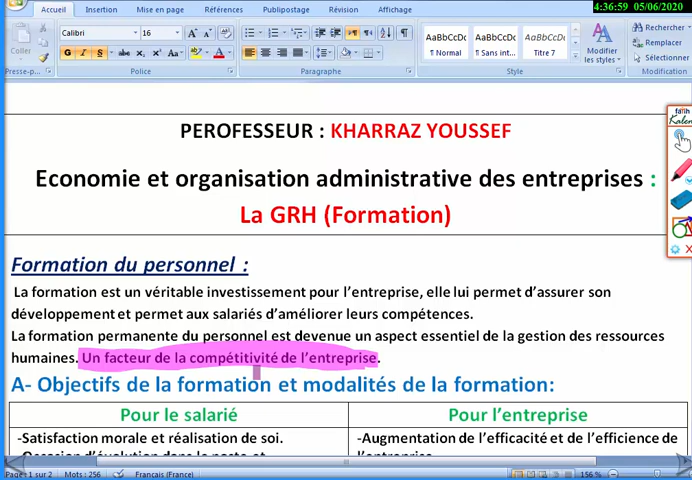 Accueil Insertion Mise en page Références Publipostage Révision Affichage
4:36:59 05/06/2020
Calibri 16
Coller
G I S
AaBbCcDc AaBbCcDc AaBbCcD
¶ Normal ¶ Sans int... Titre 7
Modifier les styles
Rechercher
Remplacer
Sélectionner
Presse-p... Police Paragraphe Style Modification
PEROFESSEUR : KHARRAZ YOUSSEF
Economie et organisation administrative des entreprises :
La GRH (Formation)
Formation du personnel :
La formation est un véritable investissement pour l'entreprise, elle lui permet d'assurer son
développement et permet aux salariés d'améliorer leurs compétences.
La formation permanente du personnel est devenue un aspect essentiel de la gestion des ressources
humaines. Un facteur de la compétitivité de l'entreprise.
A- Objectifs de la formation et modalités de la formation:
Pour le salarié Pour l'entreprise
-Satisfaction morale et réalisation de soi. -Augmentation de l'efficacité et de l'efficience de
Page : 1 sur 2 Mots : 256 Français (France) 156 %